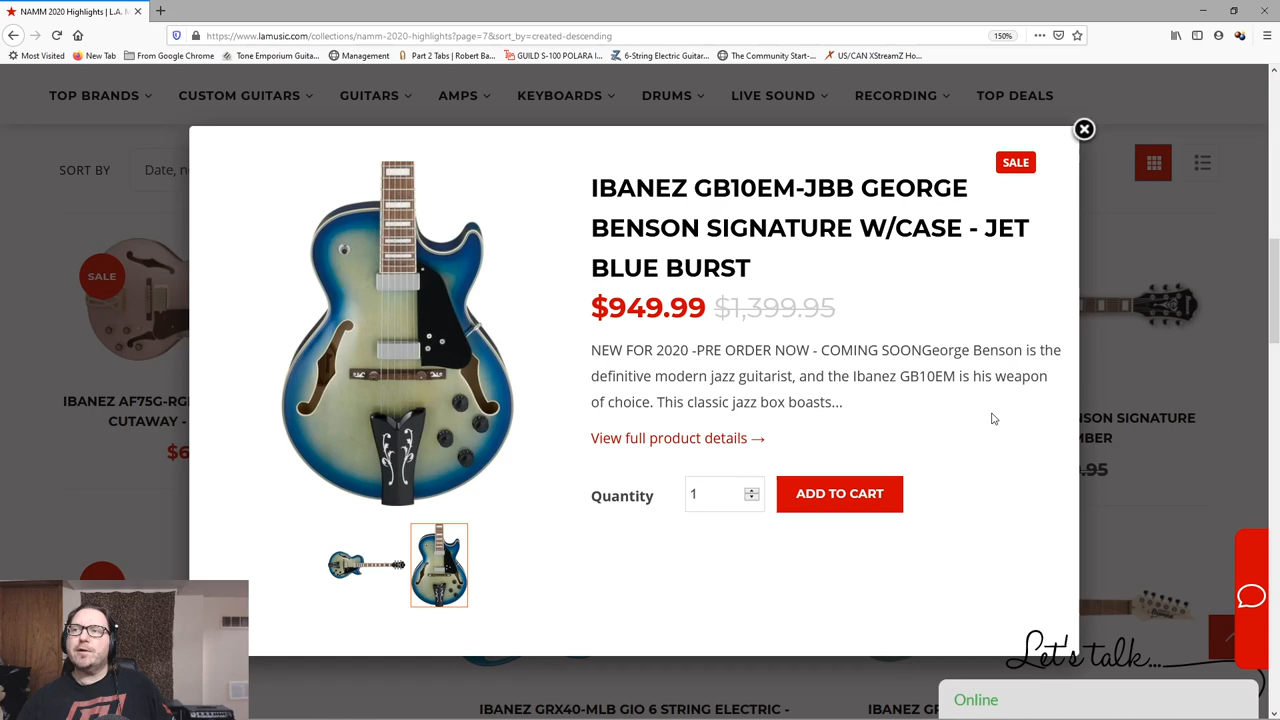 NAMM 2020 Highlights | L.A. M
https://www.lamusic.com/collections/namm-2020-highlights?page=7&sort_by=created-descending
150%
Most Visited
New Tab
From Google Chrome
Tone Emporium Guita...
Management
Part 2 Tabs | Robert Ba...
GUILD S-100 POLARA I...
6-String Electric Guitar...
The Community Start-...
US/CAN XStreamZ Ho...
TOP BRANDS
CUSTOM GUITARS
GUITARS
AMPS
KEYBOARDS
DRUMS
LIVE SOUND
RECORDING
TOP DEALS
SORT BY
Date, n
SALE
IBANEZ GB10EM-JBB GEORGE
BENSON SIGNATURE W/CASE - JET
BLUE BURST
$949.99 $1,399.95
NEW FOR 2020 -PRE ORDER NOW - COMING SOONGeorge Benson is the
definitive modern jazz guitarist, and the Ibanez GB10EM is his weapon
of choice. This classic jazz box boasts...
View full product details →
Quantity
1
ADD TO CART
SALE
IBANEZ AF75G-RG
CUTAWAY -
$6
NSON SIGNATURE
MBER
.95
IBANEZ GRX40-MLB GIO 6 STRING ELECTRIC -
IBANEZ GR
Let's talk...
Online